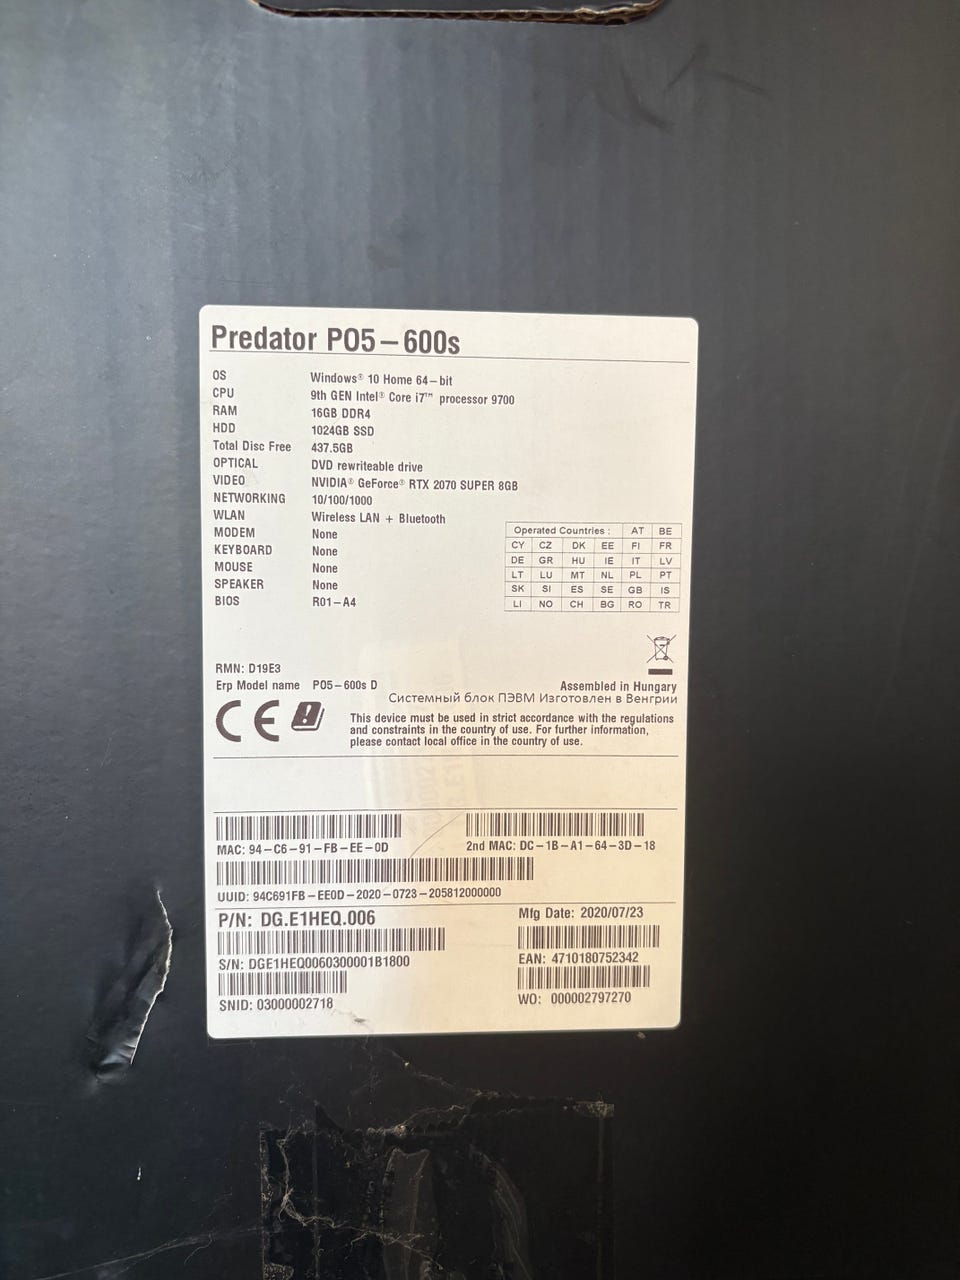 Predator PO5-600s
OS Windows® 10 Home 64-bit
CPU 9th GEN Intel® Core i7™ processor 9700
RAM 16GB DDR4
HDD 1024GB SSD
Total Disc Free 437.5GB
OPTICAL DVD rewriteable drive
VIDEO NVIDIA® GeForce® RTX 2070 SUPER 8GB
NETWORKING 10/100/1000
WLAN Wireless LAN + Bluetooth
MODEM None
KEYBOARD None
MOUSE None
SPEAKER None
BIOS R01-A4
Operated Countries : AT BE
CY CZ DK EE FI FR
DE GR HU IE IT LV
LT LU MT NL PL PT
SK SI ES SE GB IS
LI NO CH BG RO TR
RMN: D19E3
Erp Model name PO5-600s D
Assembled in Hungary
Системный блок ПЭВМ Изготовлен в Венгрии
CE
This device must be used in strict accordance with the regulations
and constraints in the country of use. For further information,
please contact local office in the country of use.
MAC: 94-C6-91-FB-EE-0D
2nd MAC: DC-1B-A1-64-3D-18
UUID: 94C691FB-EE0D-2020-0723-205812000000
P/N: DG.E1HEQ.006
Mfg Date: 2020/07/23
S/N: DGE1HEQ0060300001B1800
EAN: 4710180752342
SNID: 03000002718
WO: 000002797270